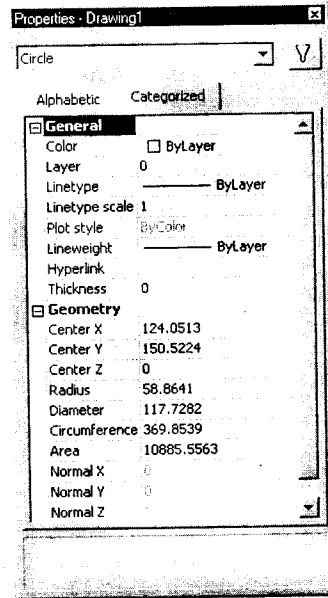 Properties - Drawing1
Circle
Alphabetic Categorized
General
Color ByLayer
Layer 0
Linetype ByLayer
Linetype scale 1
Plot style ByColor
Lineweight ByLayer
Hyperlink
Thickness 0
Geometry
Center X 124.0513
Center Y 150.5224
Center Z 0
Radius 58.8641
Diameter 117.7282
Circumference 369.8539
Area 10885.5563
Normal X 0
Normal Y 0
Normal Z